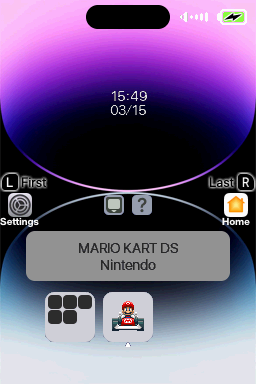 15:49
03/15
L First
Last R
Settings
?
Home
MARIO KART DS
Nintendo